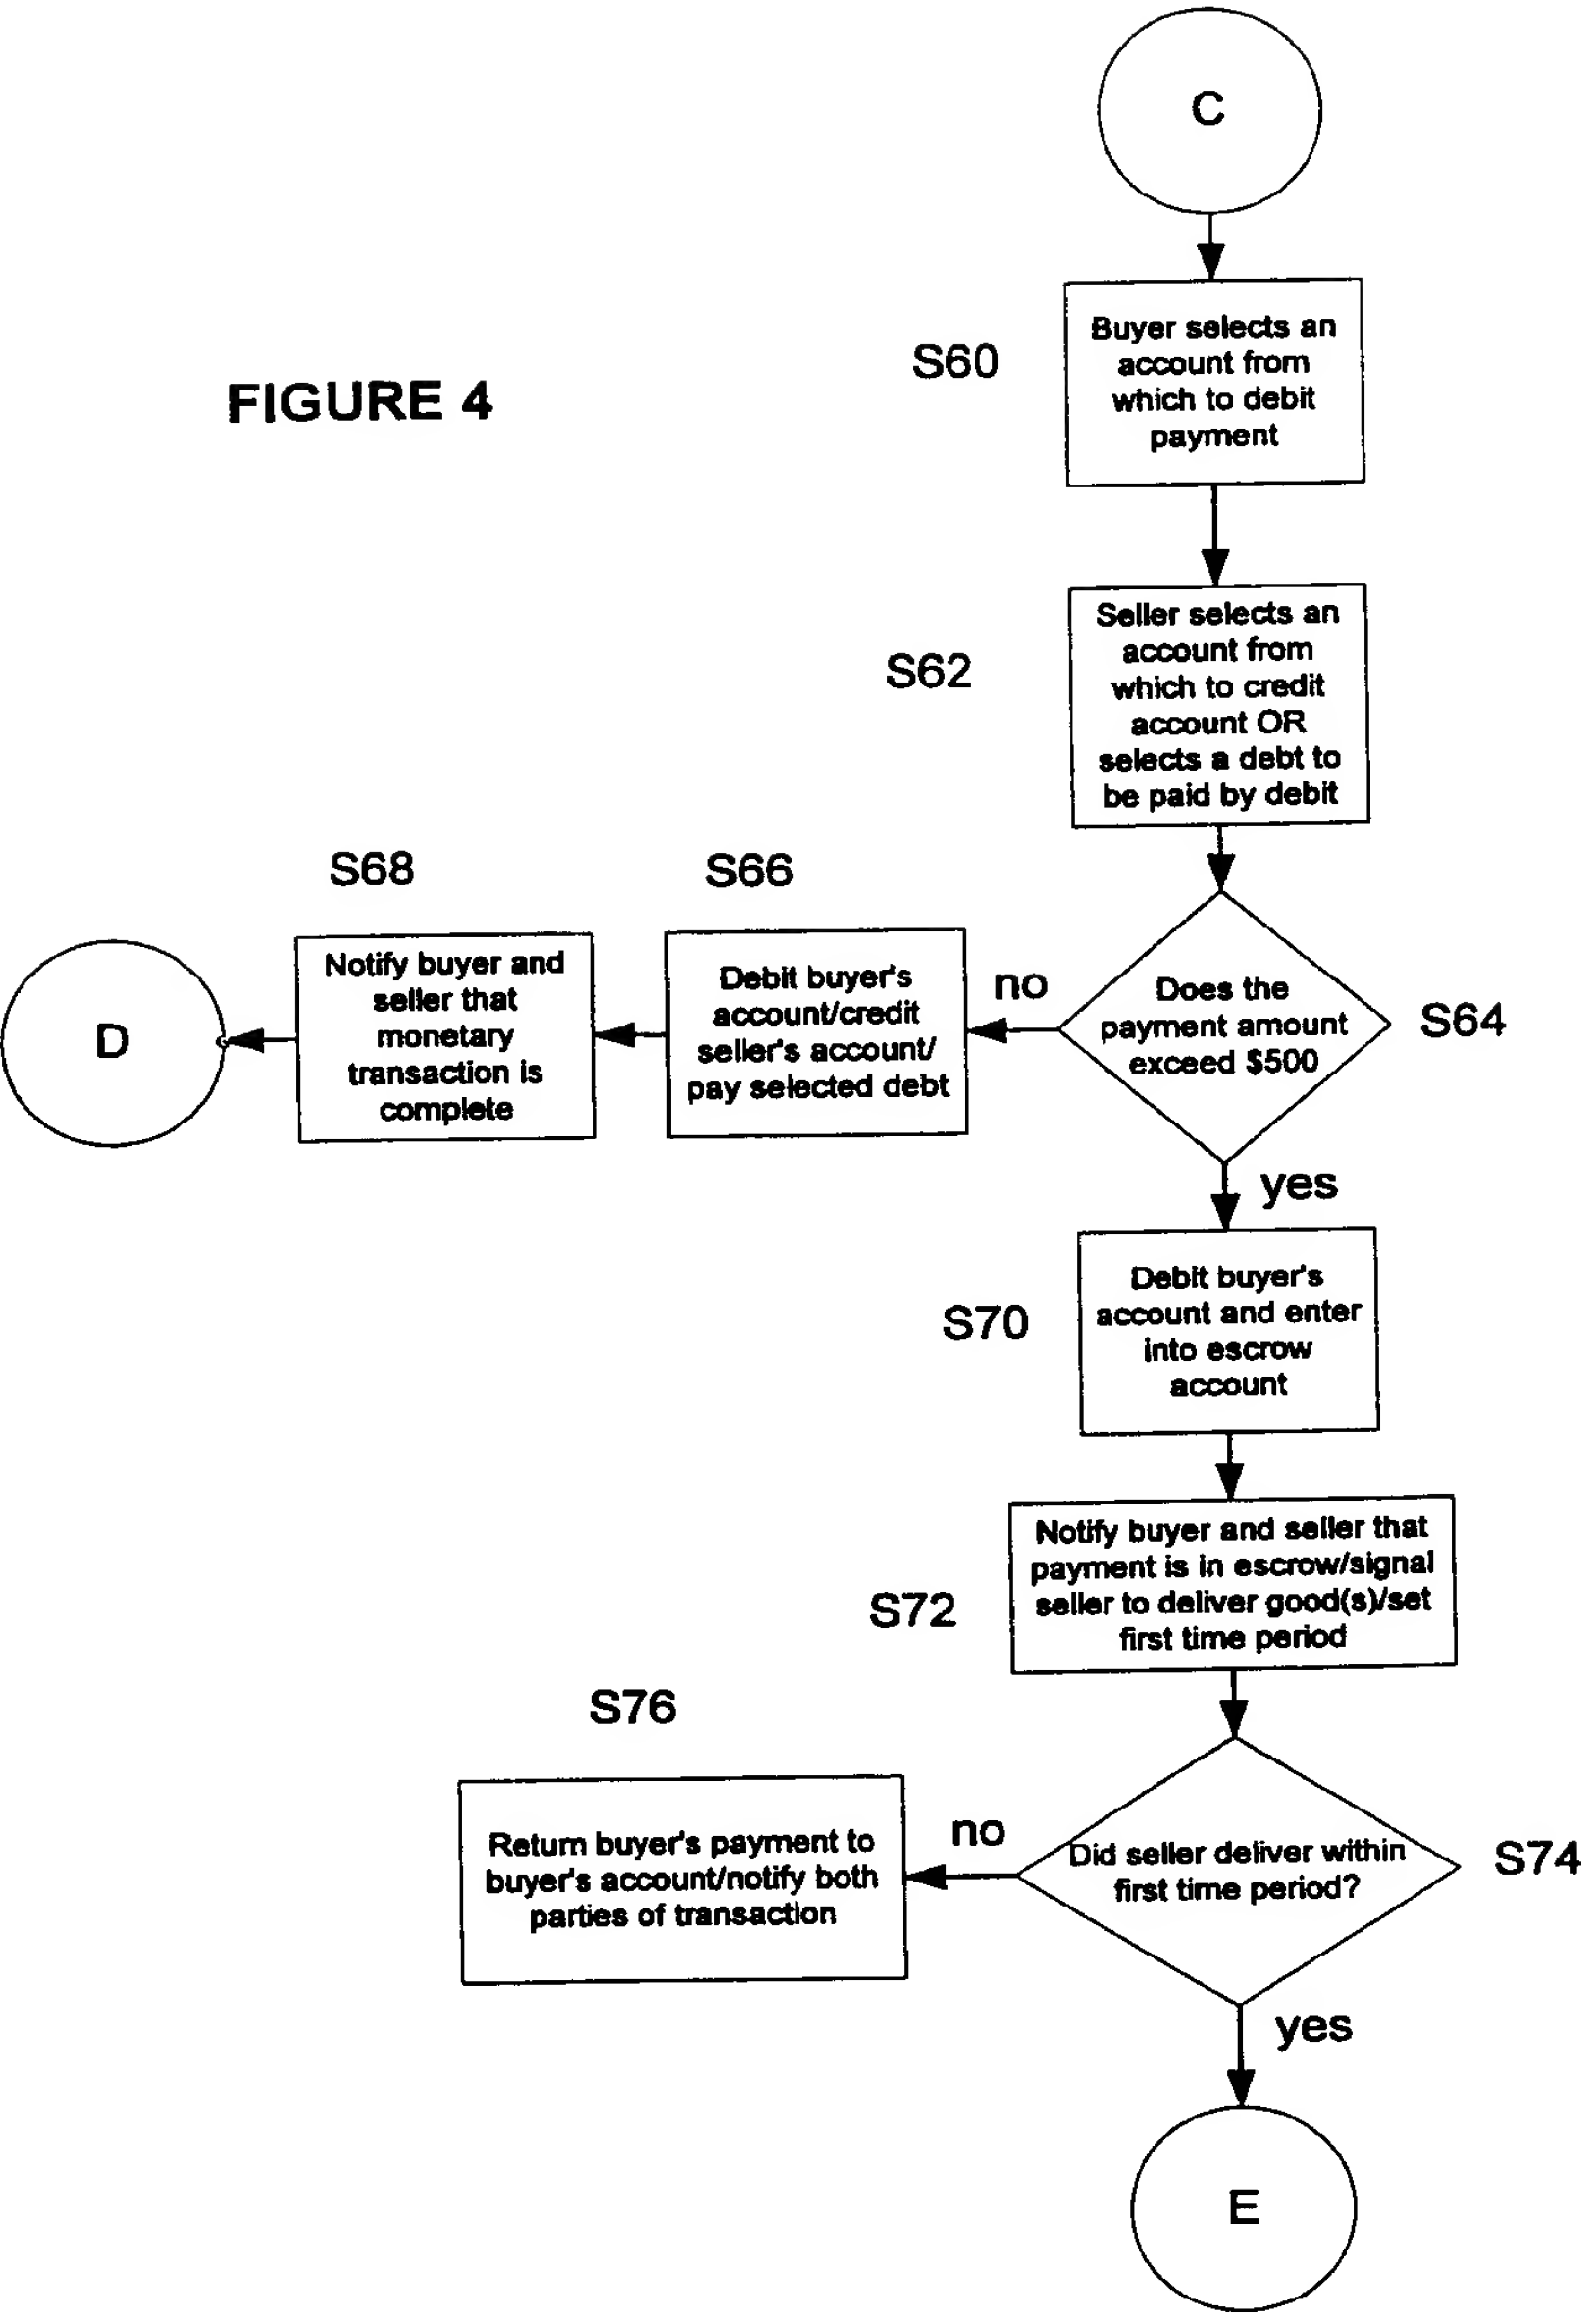 C
FIGURE 4
S60
Buyer selects an
account from
which to debit
payment
S62
Seller selects an
account from
which to credit
account OR
selects a debt to
be paid by debit
S68
S66
D
Notify buyer and
seller that
monetary
transaction is
complete
Debit buyer's
account/credit
seller's account/
pay selected debt
no
Does the
payment amount
exceed $500
S64
yes
S70
Debit buyer's
account and enter
into escrow
account
S72
Notify buyer and seller that
payment is in escrow/signal
seller to deliver good(s)/set
first time period
S76
Return buyer's payment to
buyer's account/notify both
parties of transaction
no
Did seller deliver within
first time period?
S74
yes
E